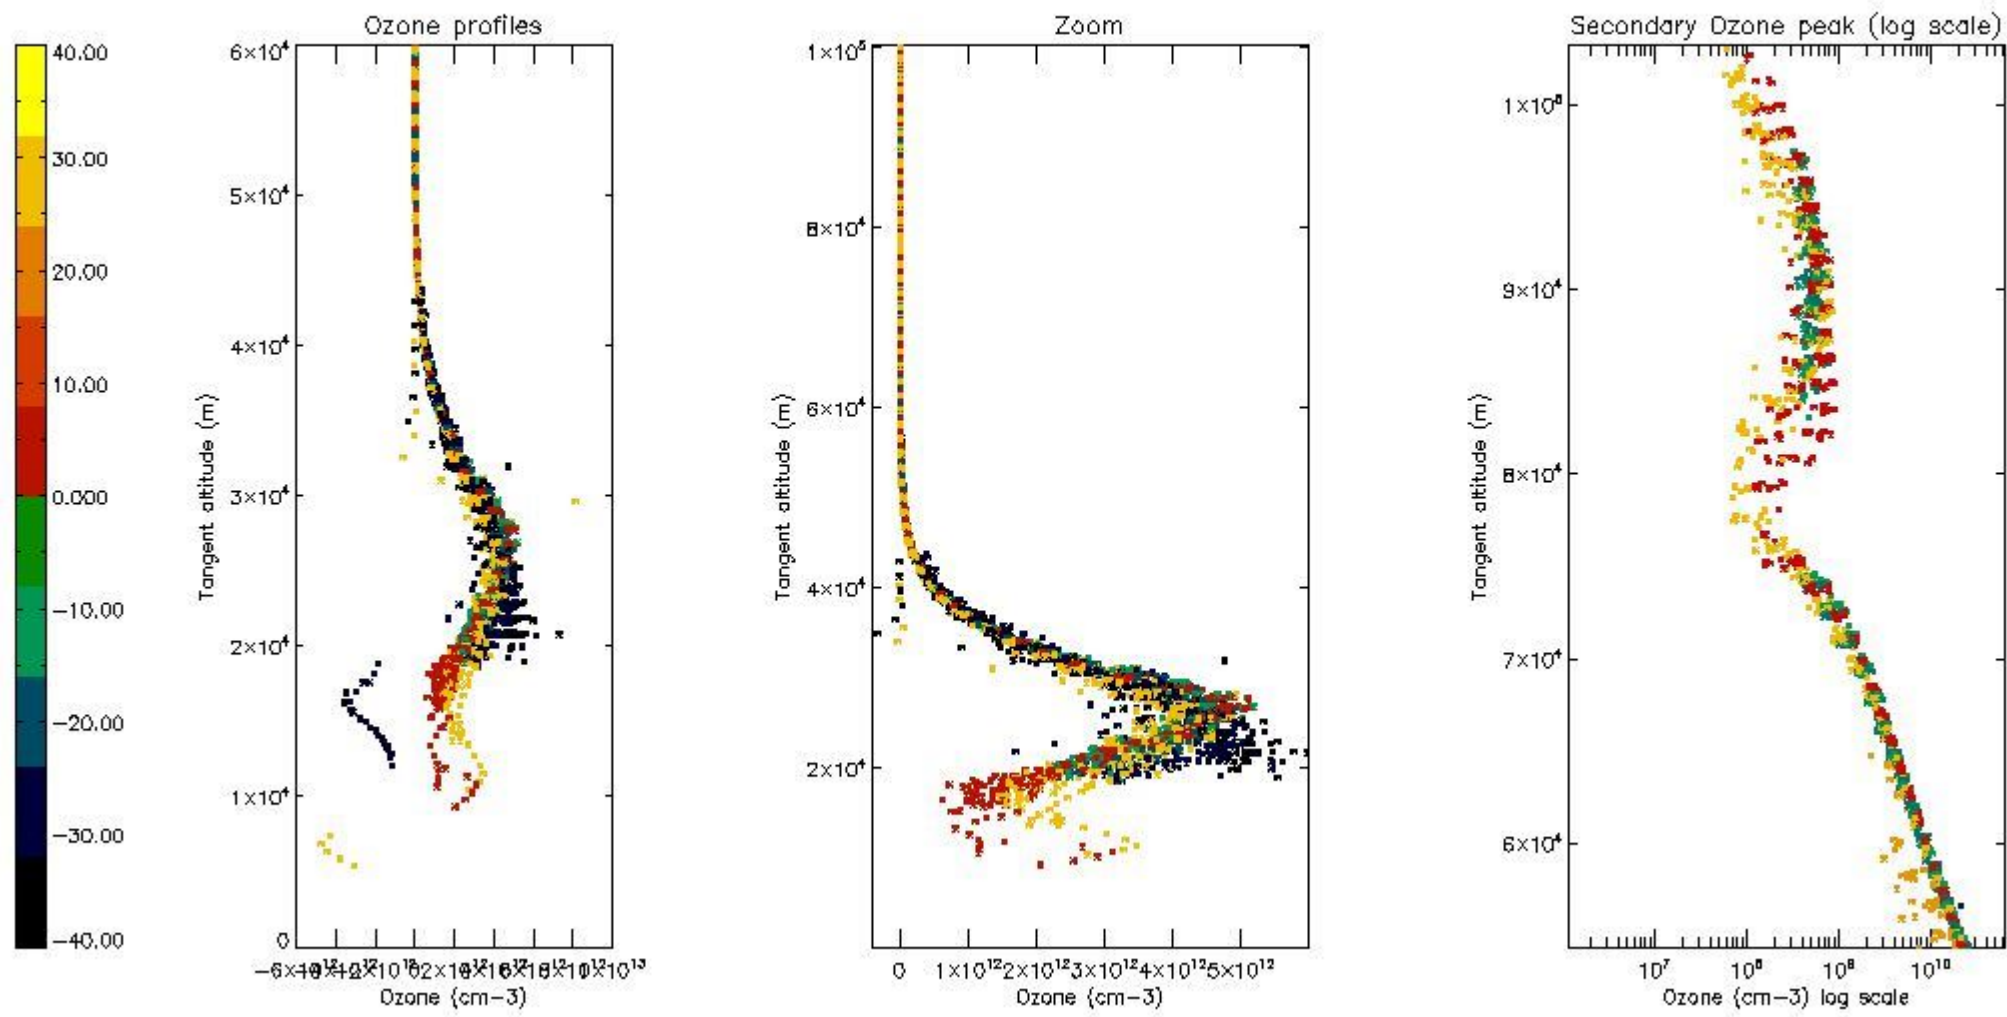 Ozone profiles
Zoom
Secondary Ozone peak (log scale)
40.00
30.00
20.00
10.00
0.000
−10.00
−20.00
−30.00
−40.00
6×10⁴
5×10⁴
4×10⁴
3×10⁴
2×10⁴
1×10⁴
0
Tangent altitude (m)
Ozone (cm−3)
1×10⁵
8×10⁴
6×10⁴
4×10⁴
2×10⁴
Tangent altitude (m)
0 1×10¹² 2×10¹² 3×10¹² 4×10¹² 5×10¹²
Ozone (cm−3)
1×10⁵
9×10⁴
8×10⁴
7×10⁴
6×10⁴
Tangent altitude (m)
10⁷ 10⁸ 10⁹ 10¹⁰
Ozone (cm−3) log scale